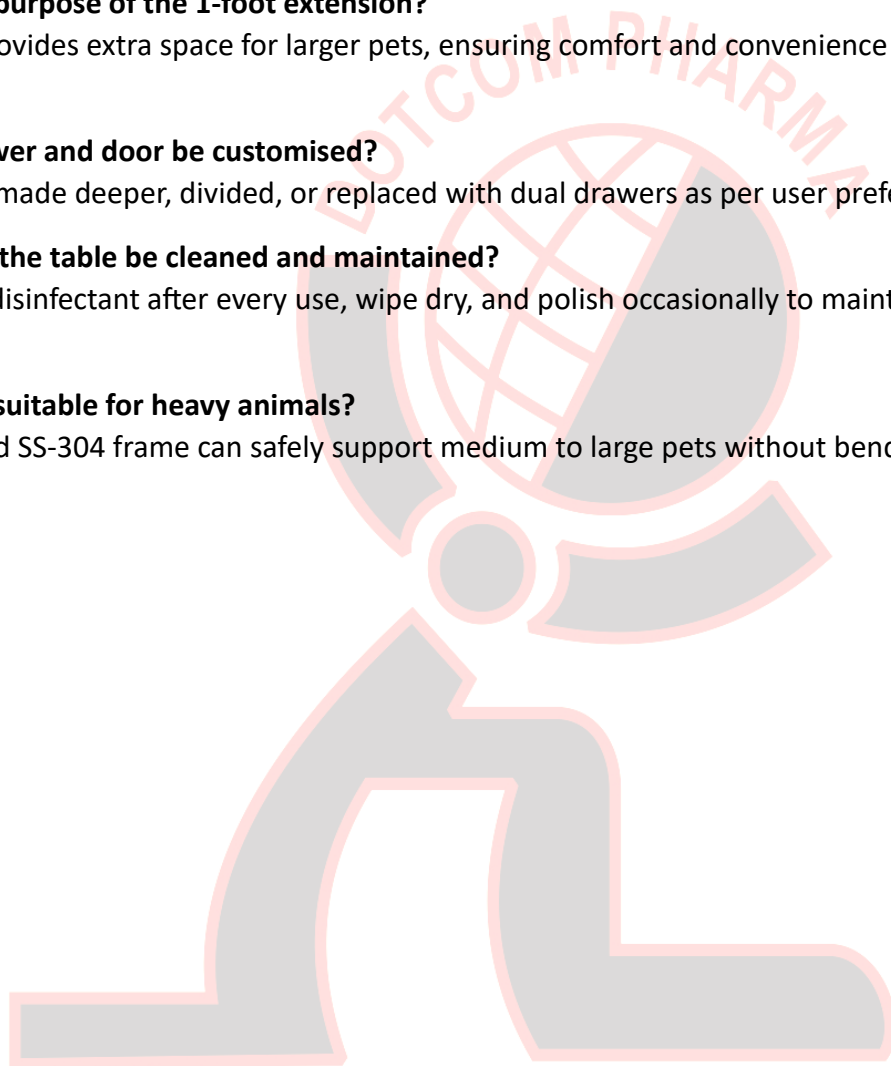 purpose of the 1-foot extension?
ovides extra space for larger pets, ensuring comfort and convenience
DOTCOM PHARMA
wer and door be customised?
made deeper, divided, or replaced with dual drawers as per user prefe
the table be cleaned and maintained?
disinfectant after every use, wipe dry, and polish occasionally to maint
suitable for heavy animals?
d SS-304 frame can safely support medium to large pets without bend